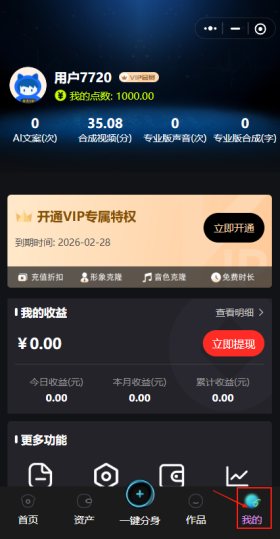 用户7720
我的点数: 1000.00
0 35.08 0 0
AI文案(次) 合成视频(分) 专业版声音(次) 专业版合成(字)
开通VIP专属特权
立即开通
到期时间: 2026-02-28
充值折扣 形象克隆 音色克隆 免费时长
我的收益 查看明细
¥0.00 立即提现
今日收益(元) 本月收益(元) 累计收益(元)
0.00 0.00 0.00
更多功能
首页 资产 一键分身 作品 我的